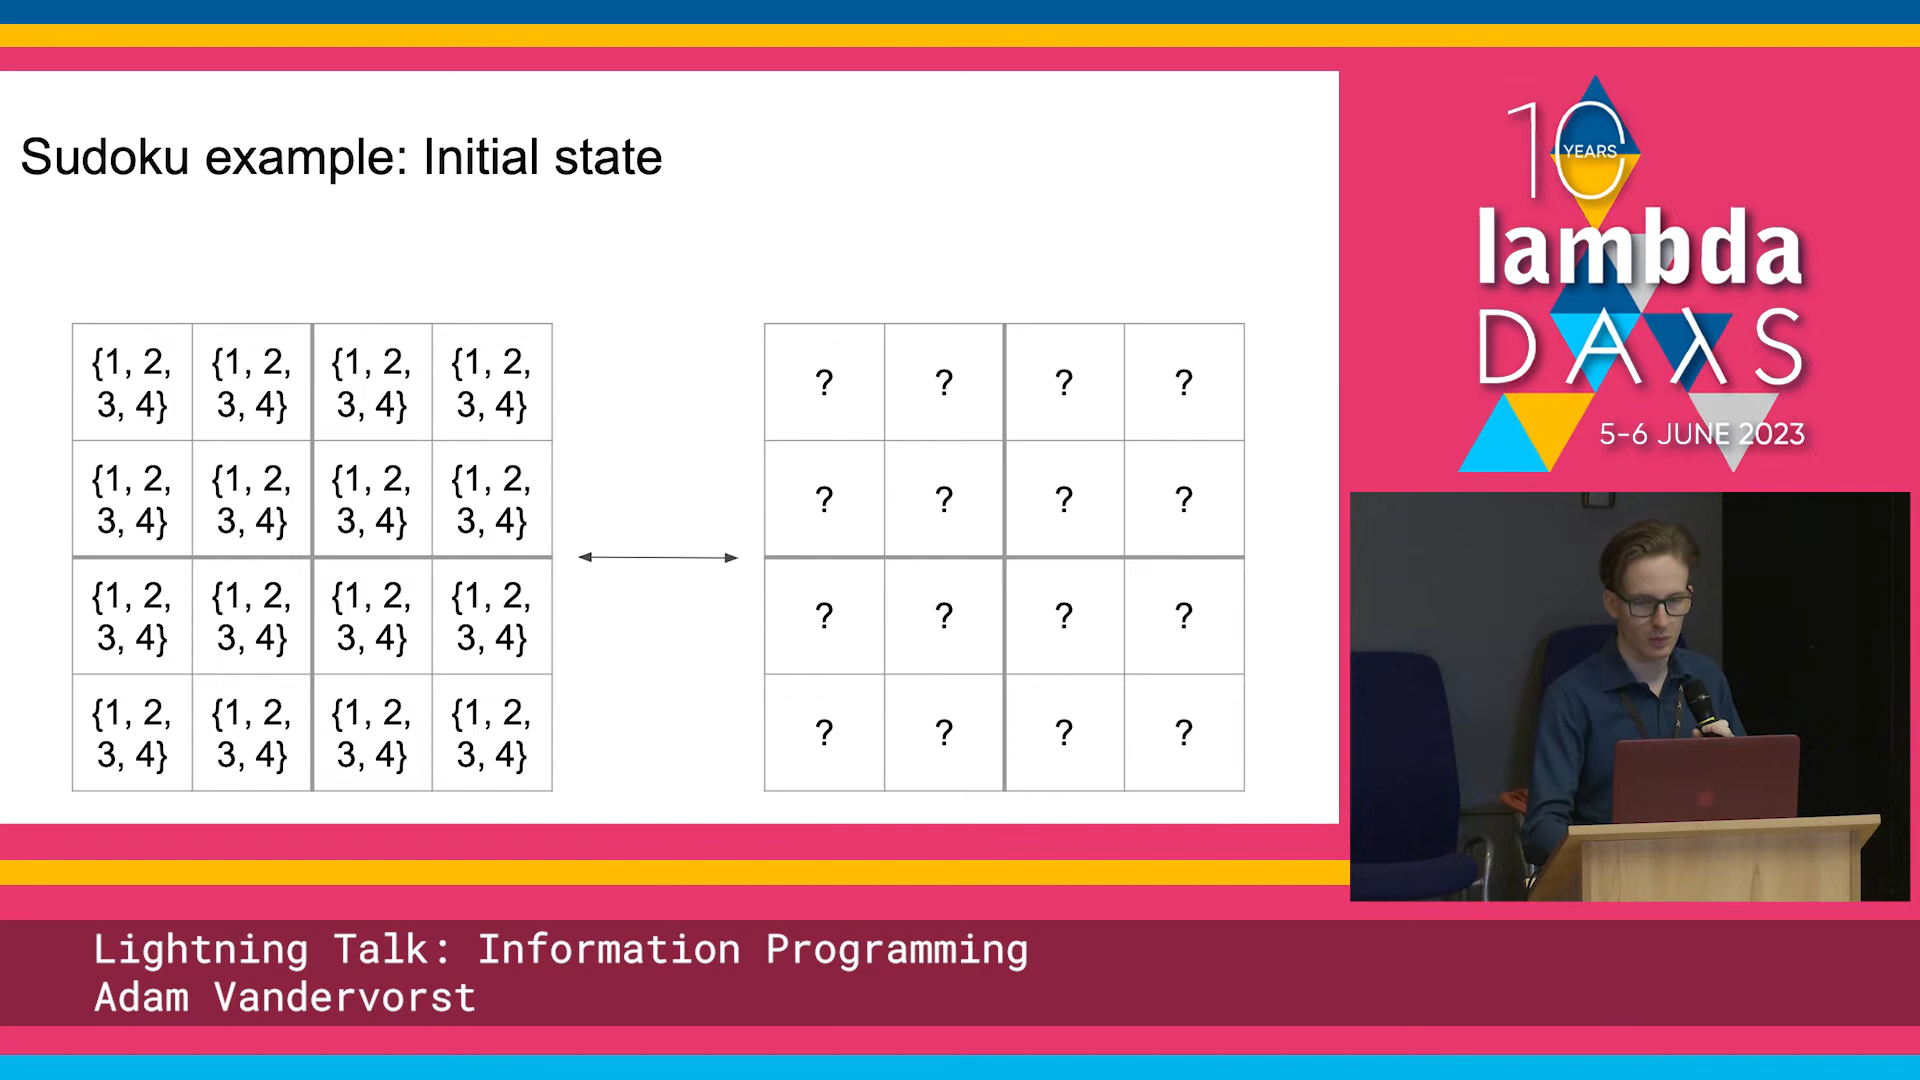 Sudoku example: Initial state
{1, 2, {1, 2, {1, 2, {1, 2,
3, 4} 3, 4} 3, 4} 3, 4}
{1, 2, {1, 2, {1, 2, {1, 2,
3, 4} 3, 4} 3, 4} 3, 4}
{1, 2, {1, 2, {1, 2, {1, 2,
3, 4} 3, 4} 3, 4} 3, 4}
{1, 2, {1, 2, {1, 2, {1, 2,
3, 4} 3, 4} 3, 4} 3, 4}
? ? ? ?
? ? ? ?
? ? ? ?
? ? ? ?
10
YEARS
lambda
DAλS
5-6 JUNE 2023
Lightning Talk: Information Programming
Adam Vandervorst